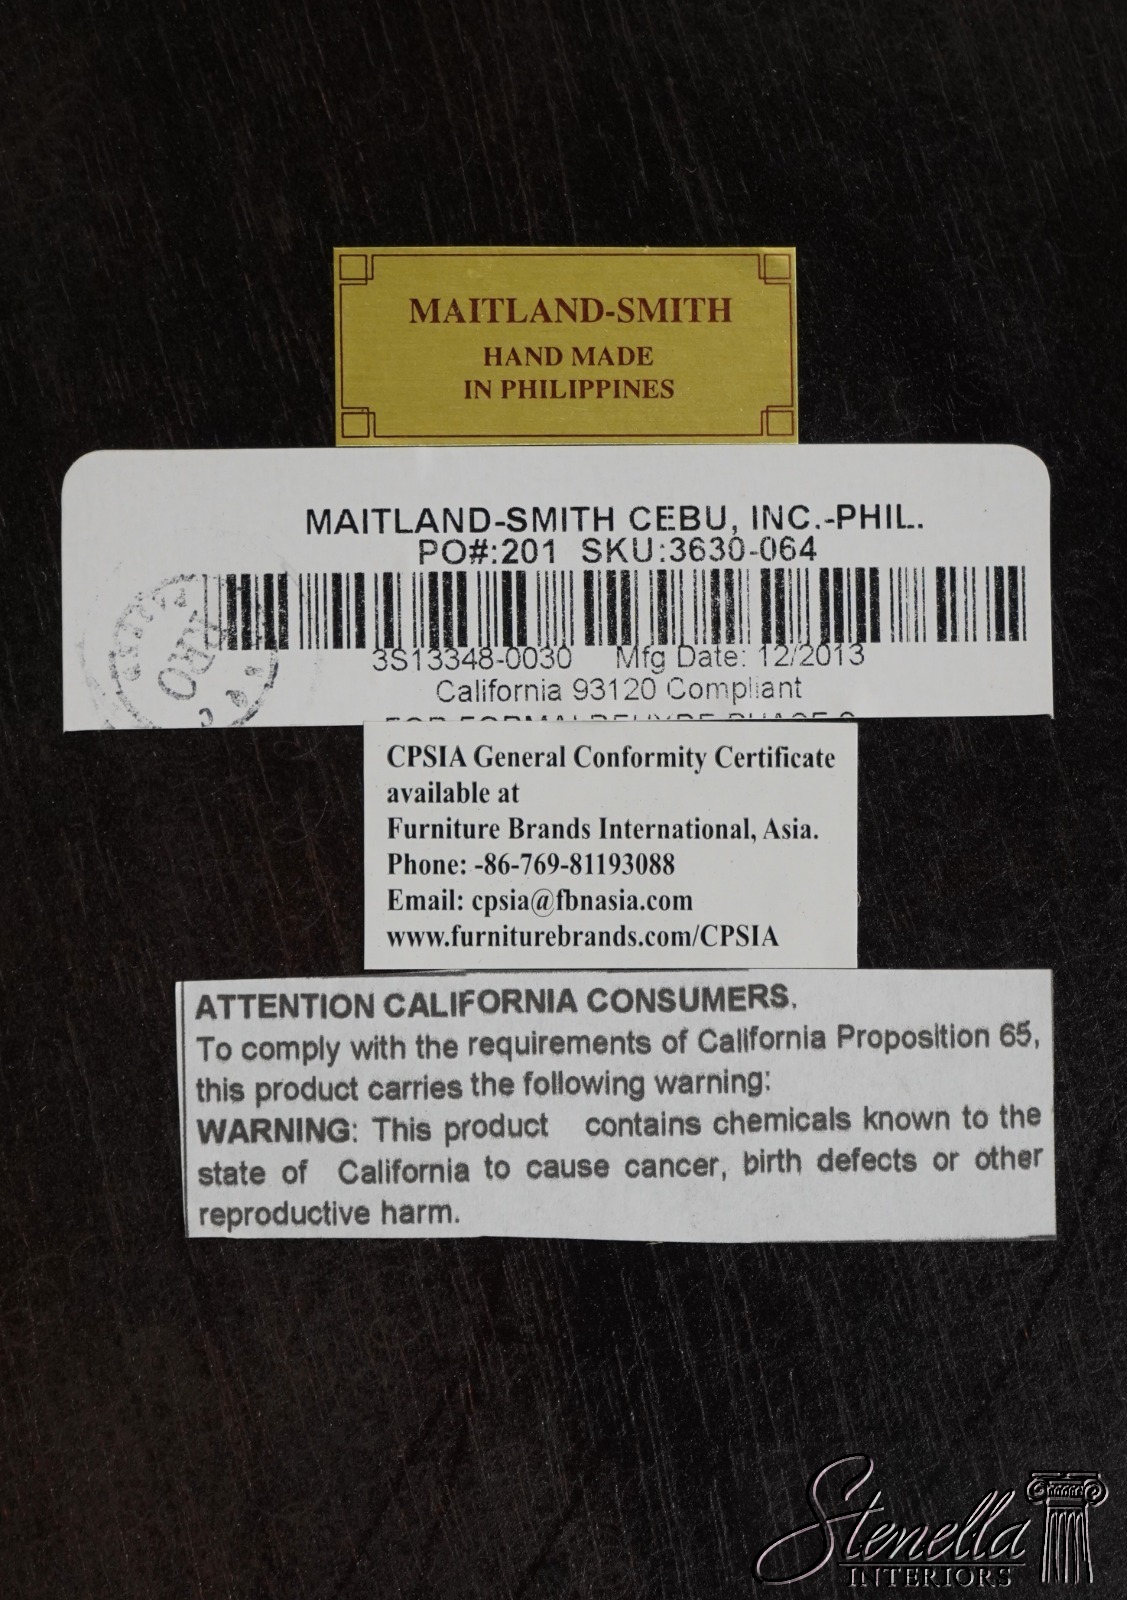 MAITLAND-SMITH
HAND MADE
IN PHILIPPINES
MAITLAND-SMITH CEBU, INC.-PHIL.
PO#:201 SKU:3630-064
3S13348-0030 Mfg Date: 12/2013
California 93120 Compliant
FOR FORMALDEHYDE PHASE 2
CPSIA General Conformity Certificate
available at
Furniture Brands International, Asia.
Phone: -86-769-81193088
Email: cpsia@fbnasia.com
www.furniturebrands.com/CPSIA
ATTENTION CALIFORNIA CONSUMERS.
To comply with the requirements of California Proposition 65,
this product carries the following warning:
WARNING: This product contains chemicals known to the
state of California to cause cancer, birth defects or other
reproductive harm.
Stenella
INTERIORS